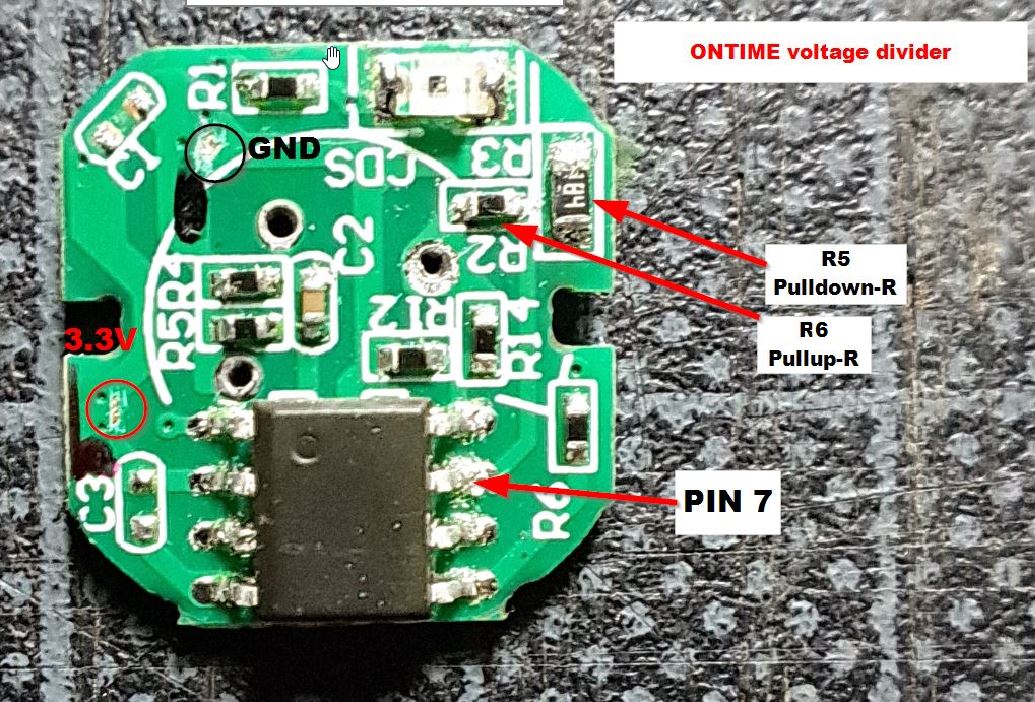 ONTIME voltage divider
R1
C1
GND
CDS
R3
R2
C2
R5
Pulldown-R
R6
Pullup-R
R5R4
R12
R14
3.3V
C3
R6
PIN 7